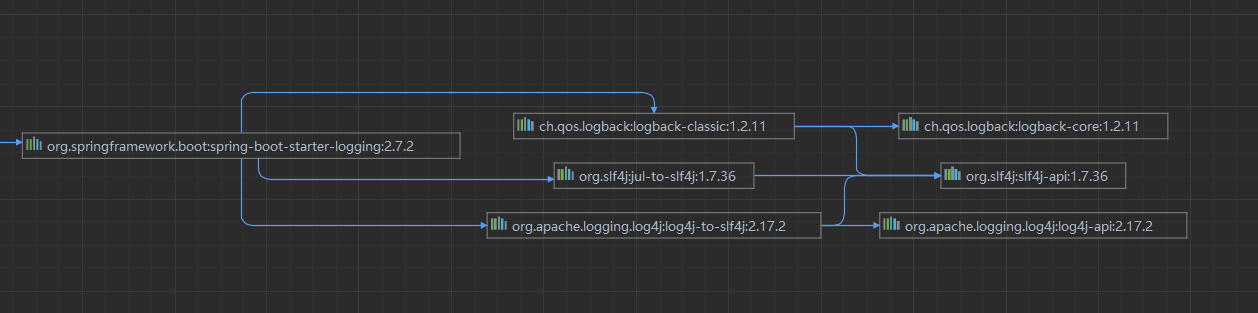 ch.qos.logback:logback-classic:1.2.11
ch.qos.logback:logback-core:1.2.11
org.springframework.boot:spring-boot-starter-logging:2.7.2
org.slf4j:jul-to-slf4j:1.7.36
org.slf4j:slf4j-api:1.7.36
org.apache.logging.log4j:log4j-to-slf4j:2.17.2
org.apache.logging.log4j:log4j-api:2.17.2